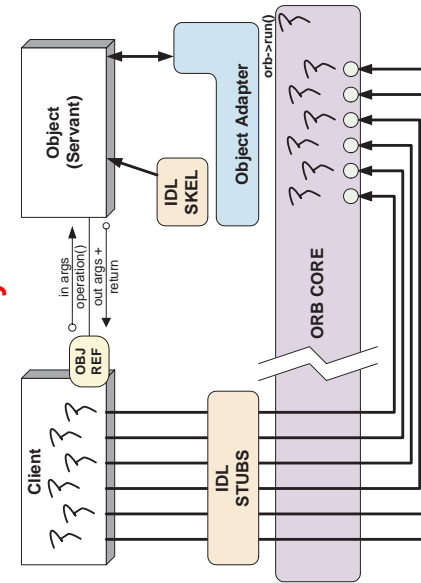 Client
OBJ
REF
in args
operation()
out args +
return
Object
(Servant)
IDL
SKEL
Object Adapter
IDL
STUBS
orb->run()
ORB CORE